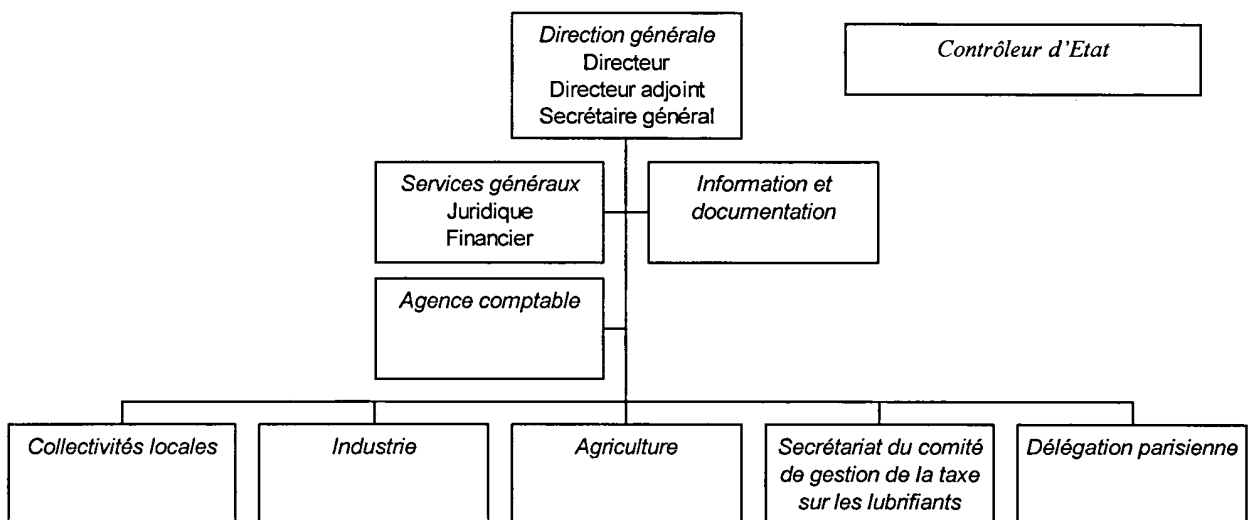 Direction générale
Directeur
Directeur adjoint
Secrétaire général
Contrôleur d'Etat
Services généraux
Juridique
Financier
Information et
documentation
Agence comptable
Collectivités locales
Industrie
Agriculture
Secrétariat du comité
de gestion de la taxe
sur les lubrifiants
Délégation parisienne